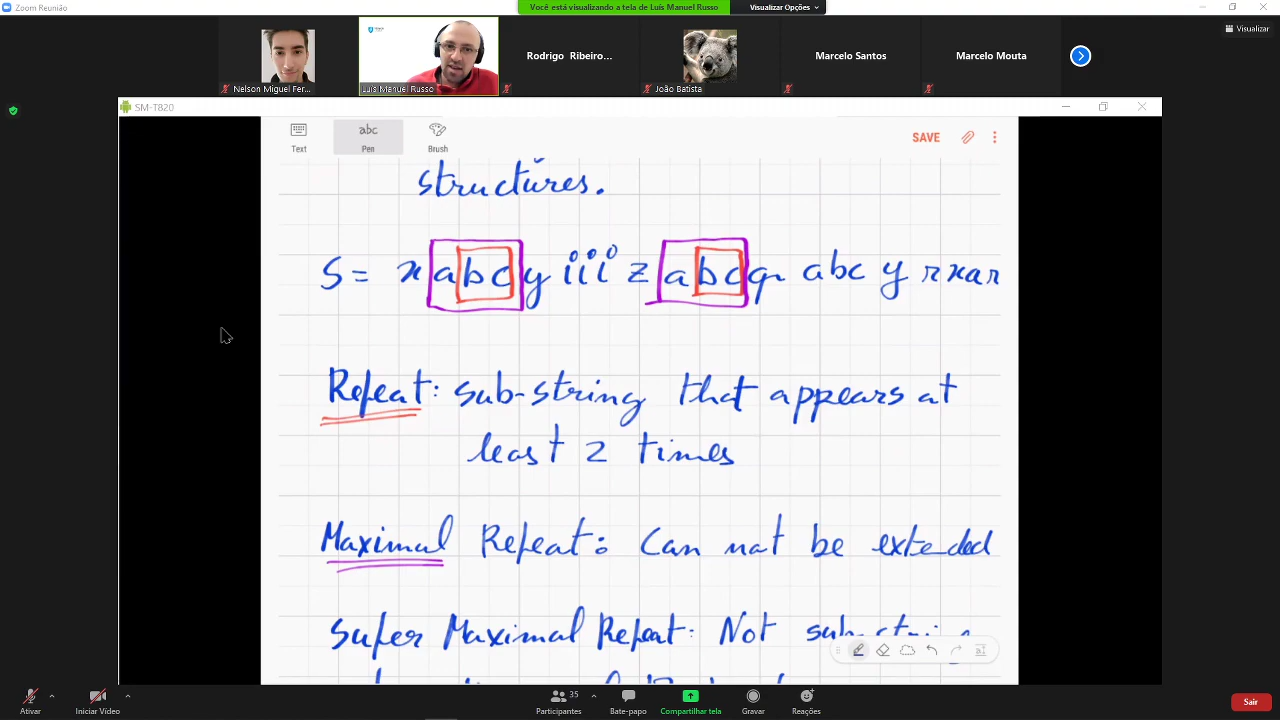 Zoom Reunião
Você está visualizando a tela de Luís Manuel Russo
Visualizar Opções
Visualizar
Nelson Miguel Fer...
Luís Manuel Russo
Rodrigo Ribeiro...
João Batista
Marcelo Santos
Marcelo Mouta
SM-T820
Text
abc
Pen
Brush
SAVE
structures.
S = x abc y iii z abc q abc y r xar
Repeat: sub-string that appears at
least 2 times
Maximal Repeat: Can not be extended
Super Maximal Repeat: Not sub-string
Ativar
Iniciar Vídeo
35
Participantes
Bate-papo
Compartilhar tela
Gravar
Reações
Sair